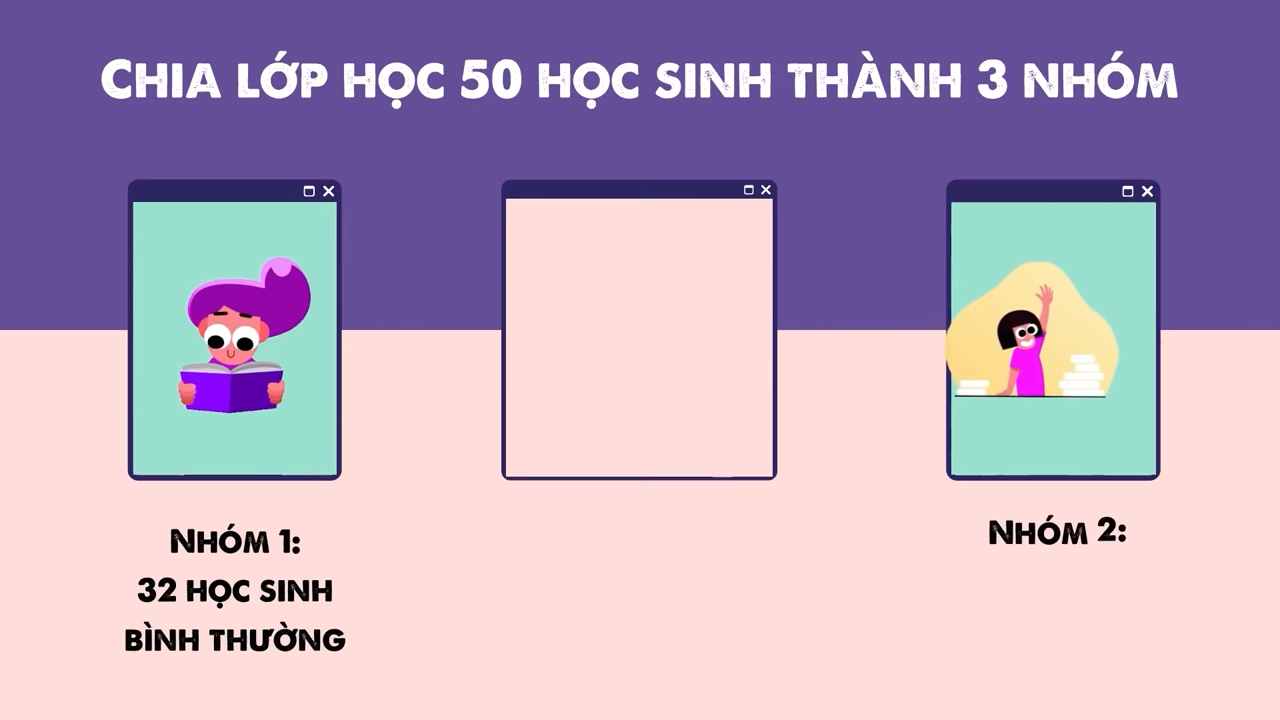 CHIA LỚP HỌC 50 HỌC SINH THÀNH 3 NHÓM
NHÓM 1:
32 HỌC SINH
BÌNH THƯỜNG
NHÓM 2: